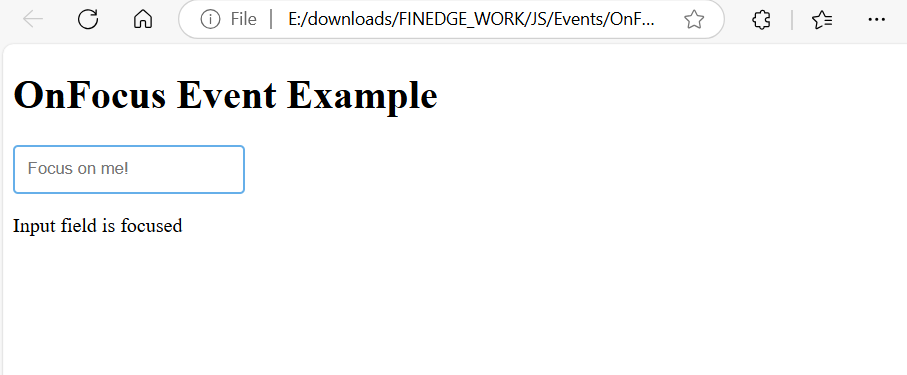 File
E:/downloads/FINEDGE_WORK/JS/Events/OnF...
OnFocus Event Example
Focus on me!
Input field is focused